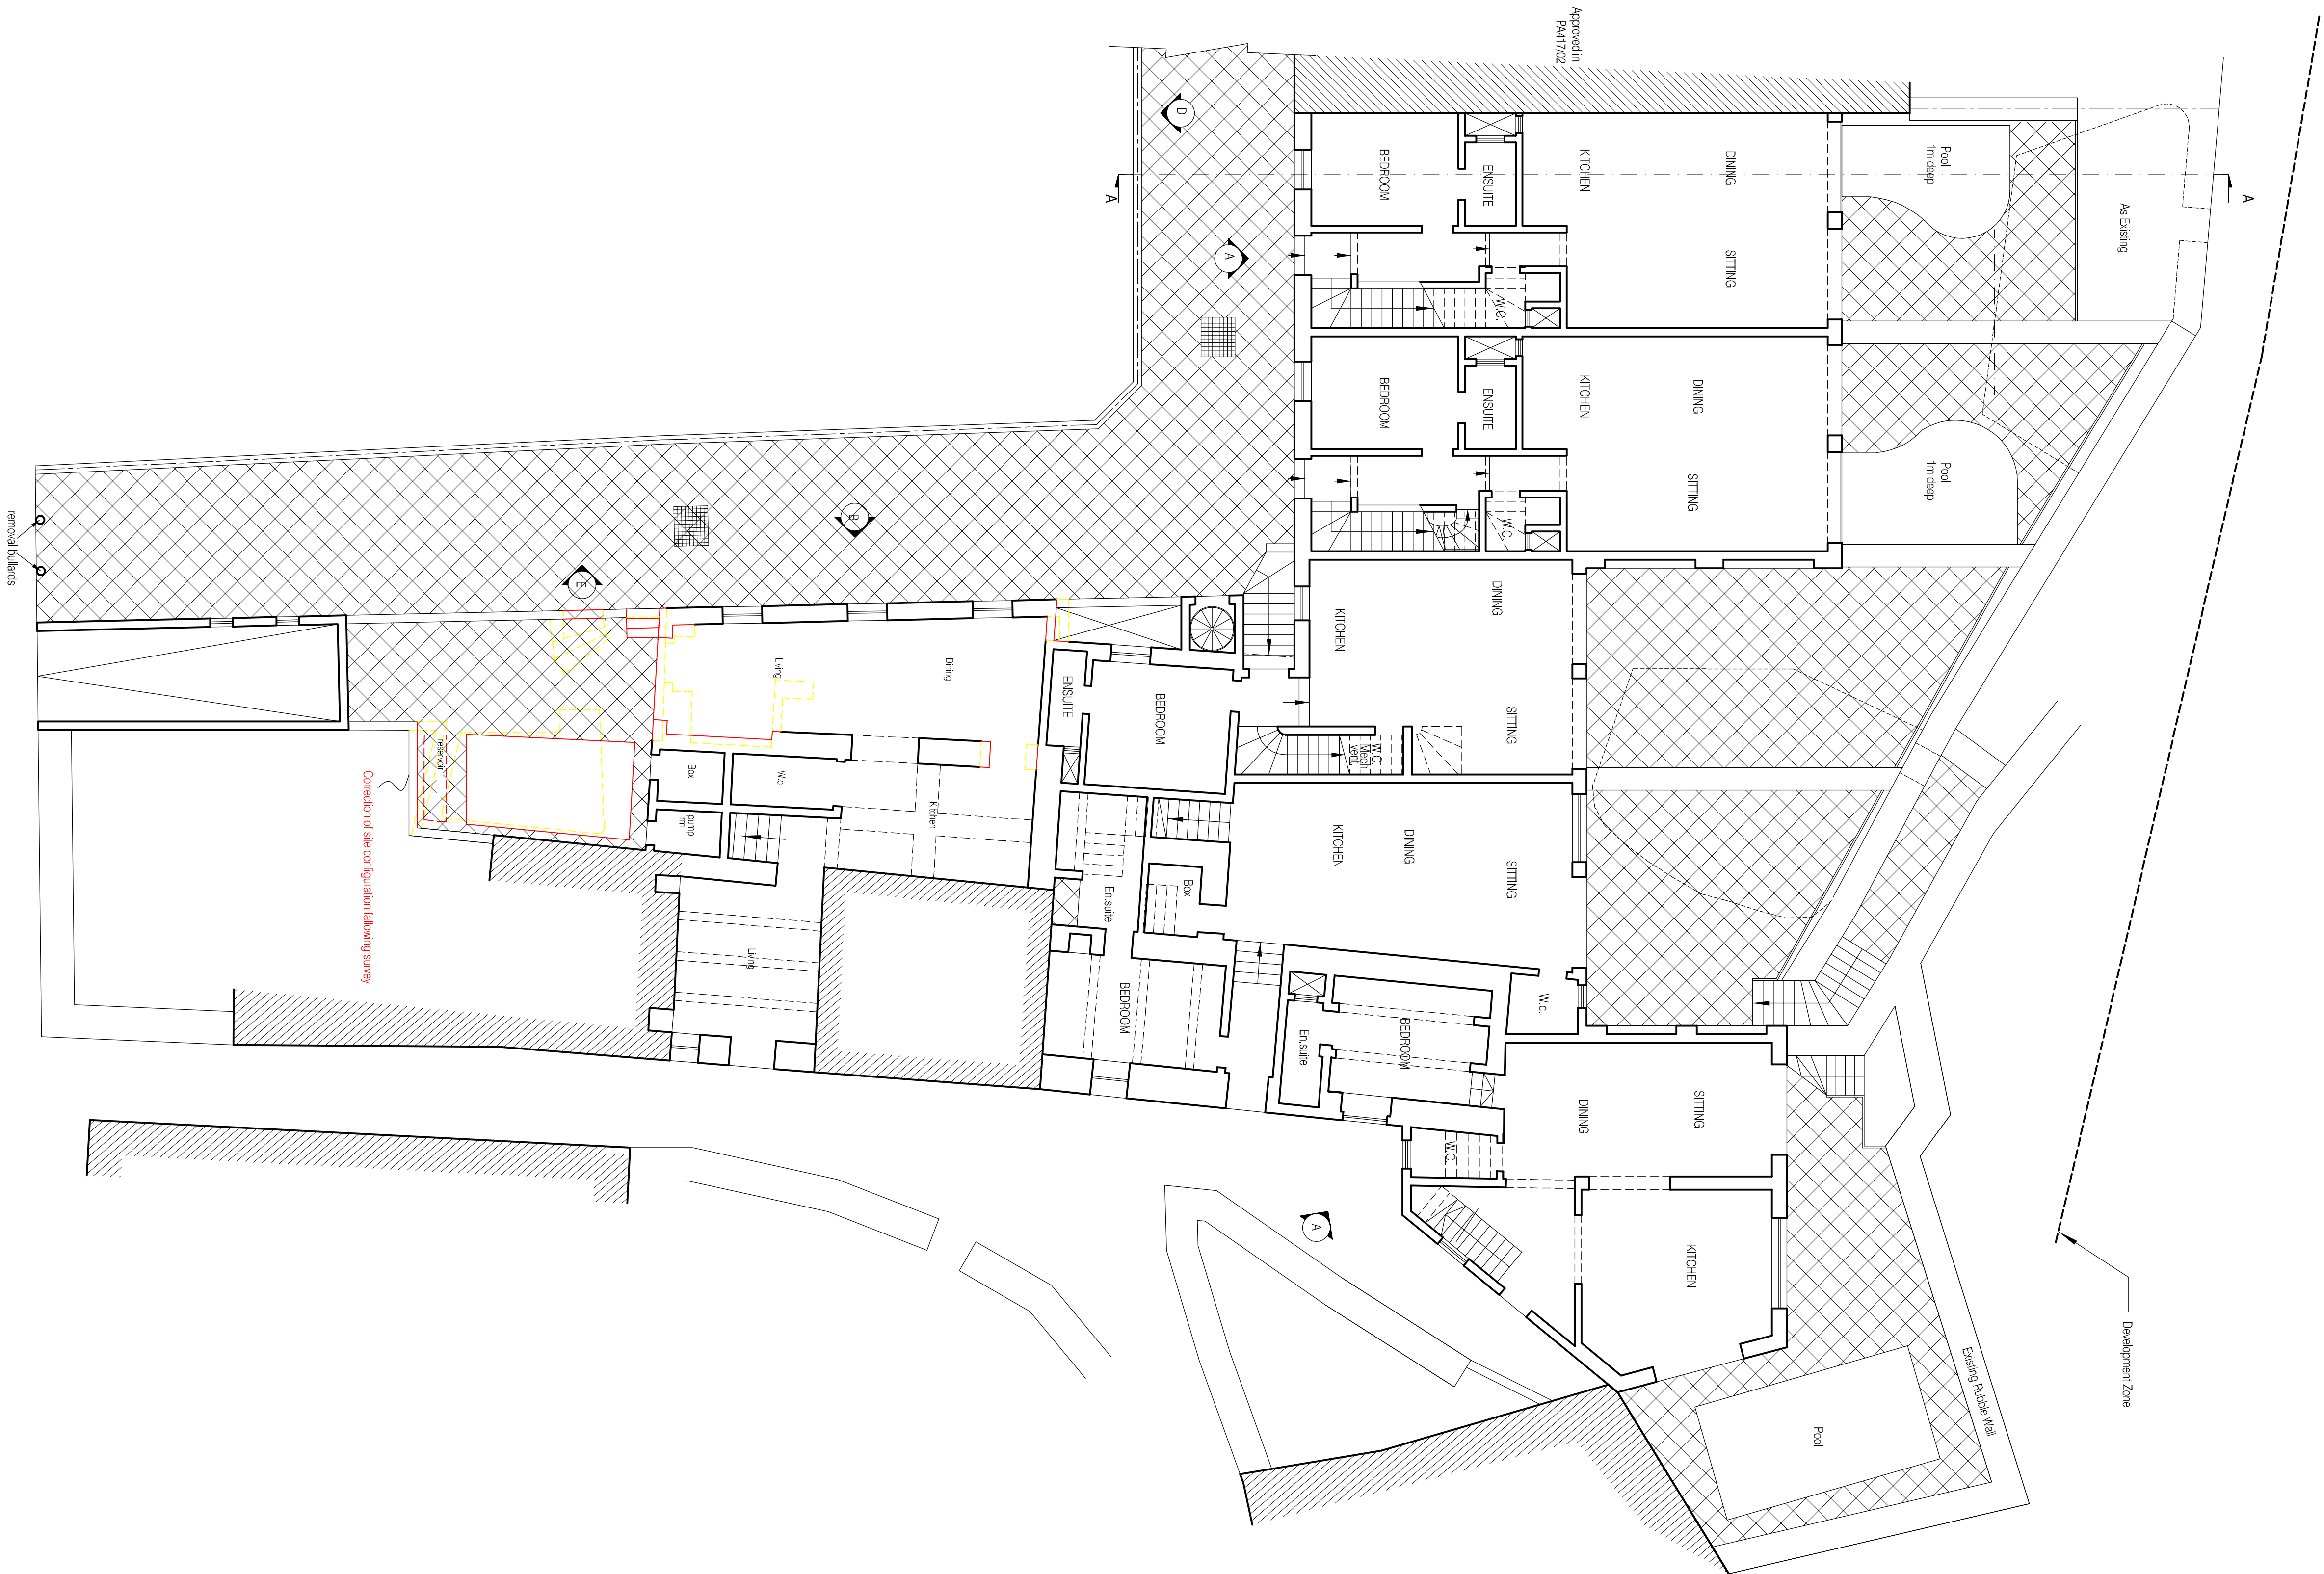 Approved in
PA417/02
A
A
As Existing
Pool
1m deep
D
BEDROOM
ENSUITE
KITCHEN
DINING
SITTING
A
W.C.
BEDROOM
ENSUITE
KITCHEN
DINING
SITTING
W.C
Pool
1m deep
removal bullards
B
E
KITCHEN
DINING
SITTING
W.C.
Mech
vent.
Living
Dining
ENSUITE
BEDROOM
reservoir
Box
W.c.
Kitchen
pump
rm.
KITCHEN
DINING
SITTING
En.suite
Box
Correction of site configuration fallowing survey
Living
BEDROOM
W.c.
En.suite
BEDROOM
DINING
SITTING
W.C.
A
KITCHEN
Pool
Existing Rubble Wall
Development Zone